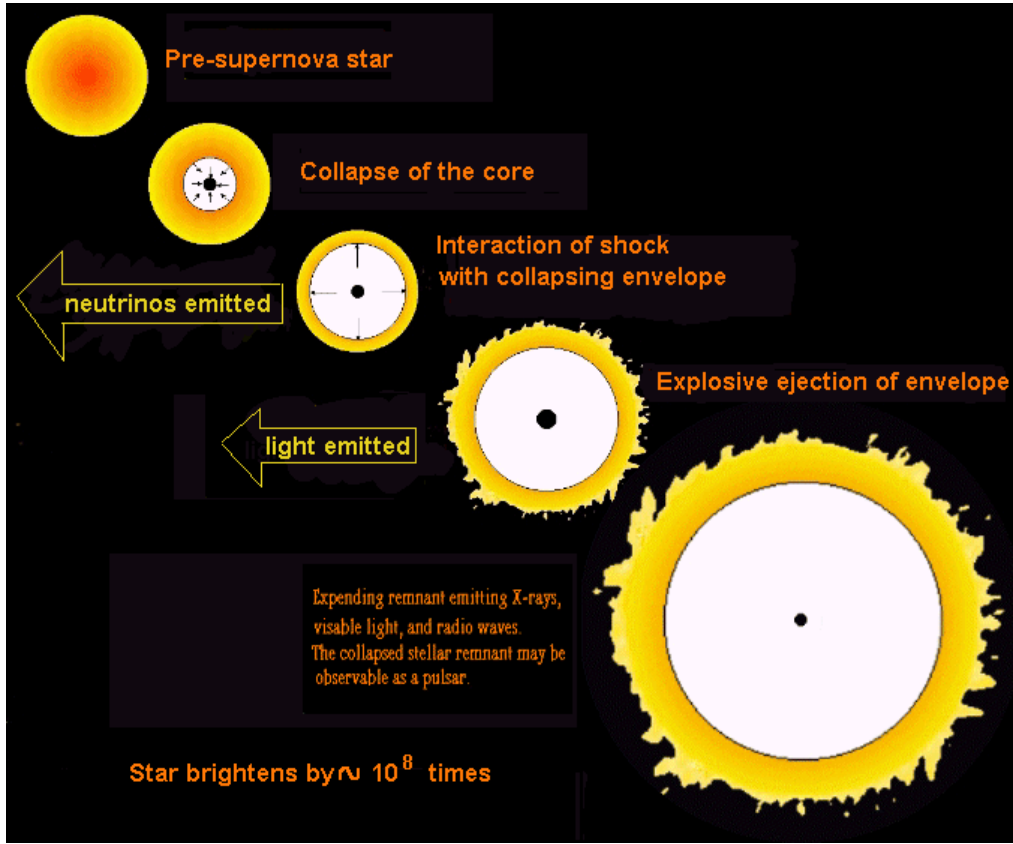 Pre-supernova star
Collapse of the core
Interaction of shock
with collapsing envelope
neutrinos emitted
Explosive ejection of envelope
light emitted
Expending remnant emitting X-rays,
visable light, and radio waves.
The collapsed stellar remnant may be
observable as a pulsar.
Star brightens by ~ 10⁸ times